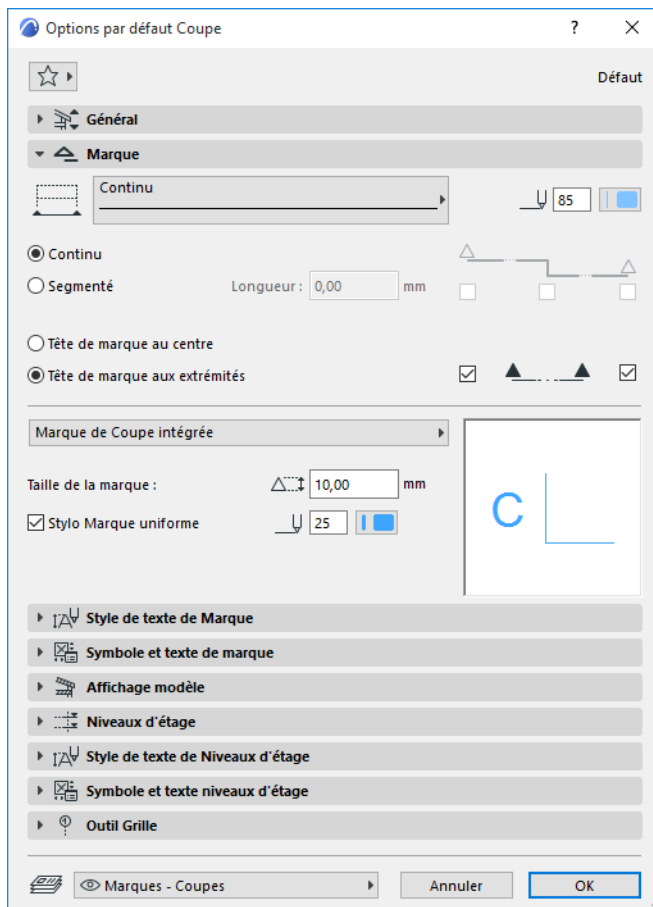 Options par défaut Coupe
?
Défaut
Général
Marque
Continu
85
Continu
Segmenté Longueur : 0,00 mm
Tête de marque au centre
Tête de marque aux extrémités
Marque de Coupe intégrée
Taille de la marque : 10,00 mm
Stylo Marque uniforme 25
C
Style de texte de Marque
Symbole et texte de marque
Affichage modèle
Niveaux d'étage
Style de texte de Niveaux d'étage
Symbole et texte niveaux d'étage
Outil Grille
Marques - Coupes Annuler OK